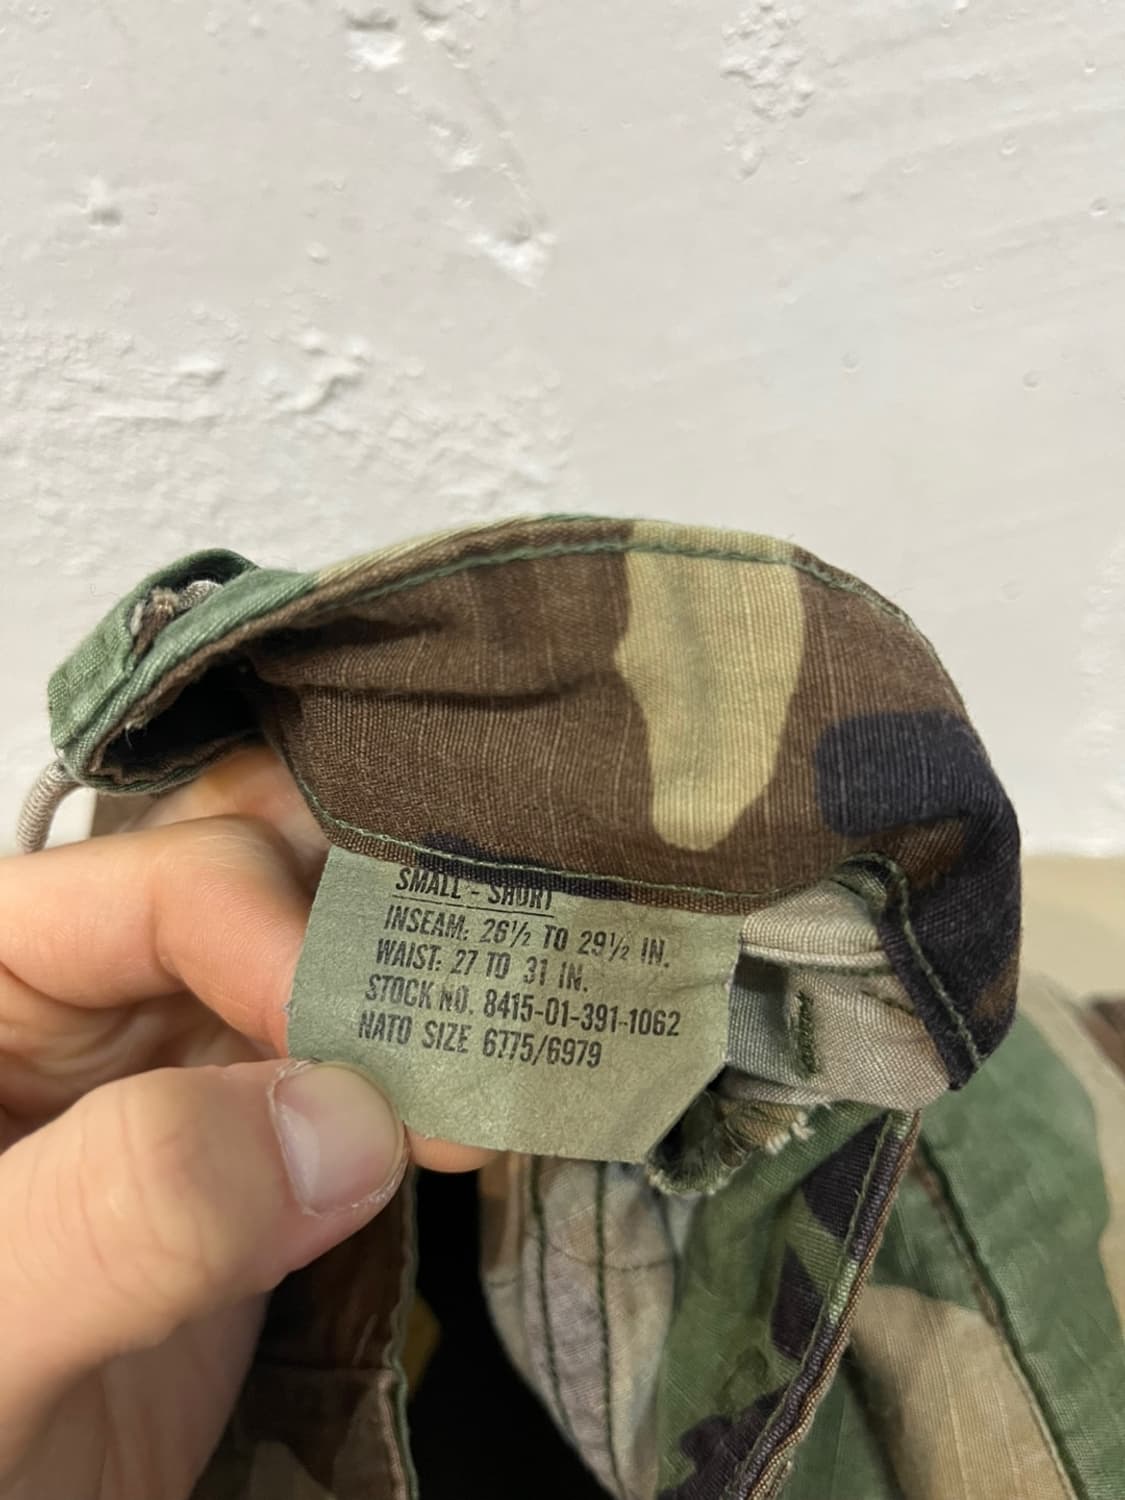 SMALL - SHORT
INSEAM: 26½ TO 29½ IN.
WAIST: 27 TO 31 IN.
STOCK NO. 8415-01-391-1062
NATO SIZE 6775/6979